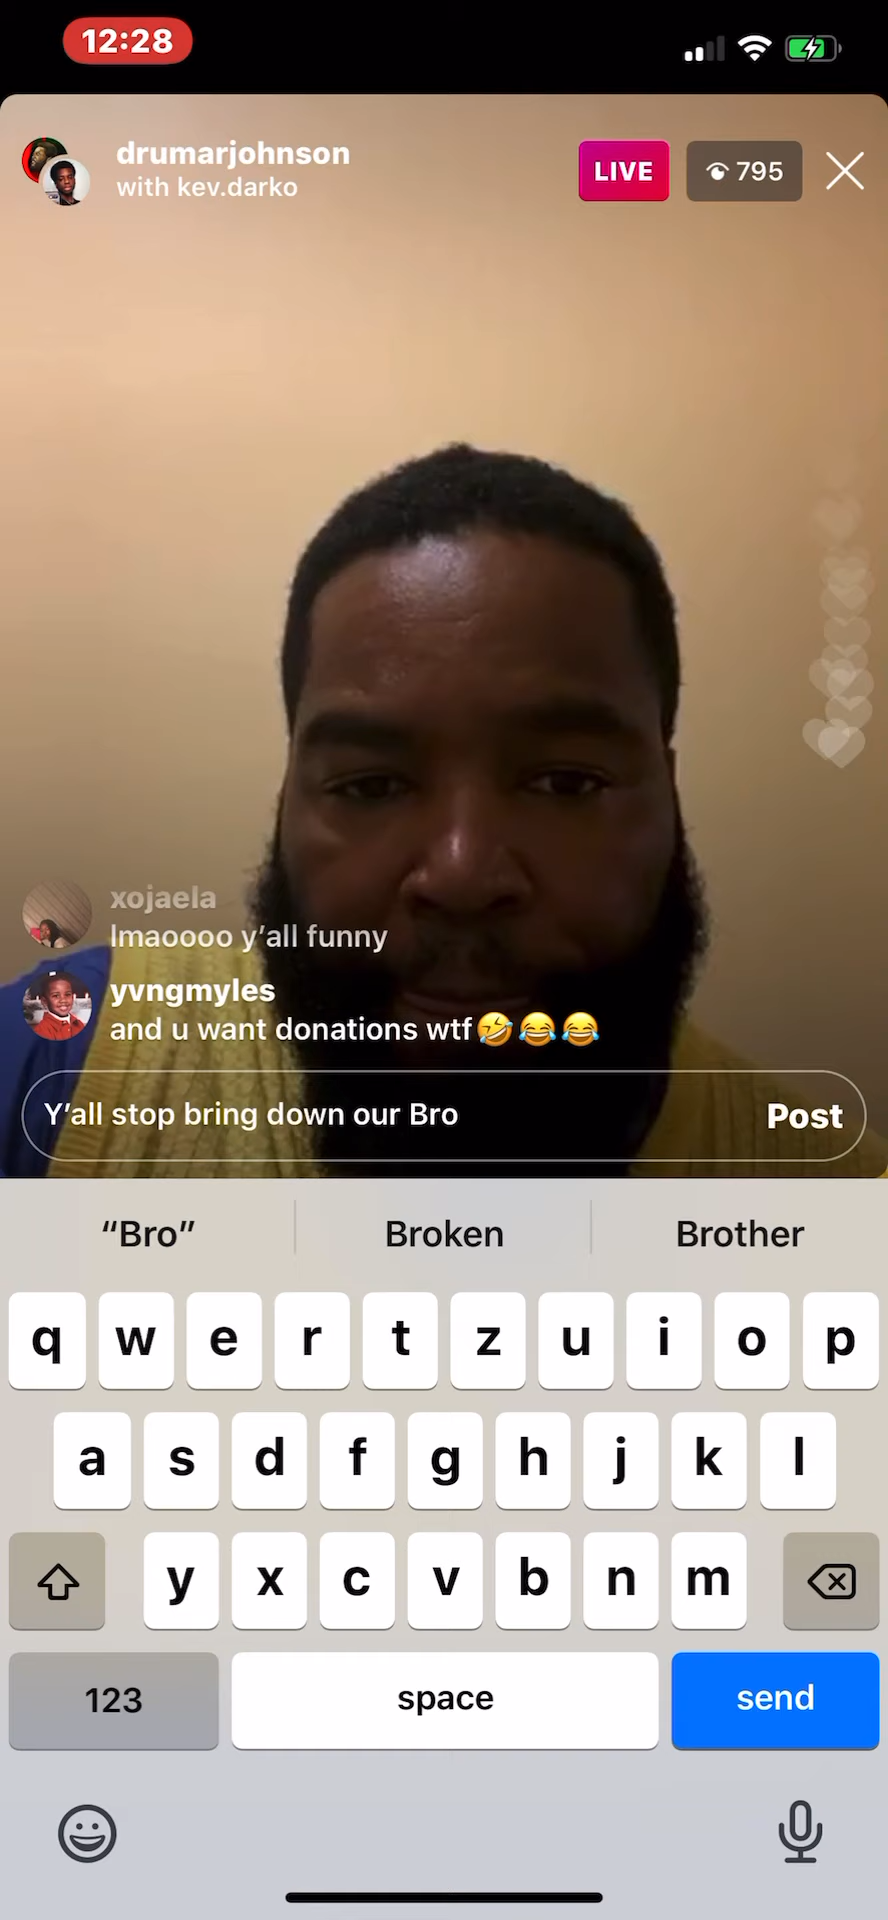 12:28
drumarjohnson
with kev.darko
LIVE
795
xojaela
lmaoooo y’all funny
yvngmyles
and u want donations wtf🤣😂😂
Y’all stop bring down our Bro
Post
“Bro”
Broken
Brother
q w e r t z u i o p
a s d f g h j k l
y x c v b n m
123
space
send